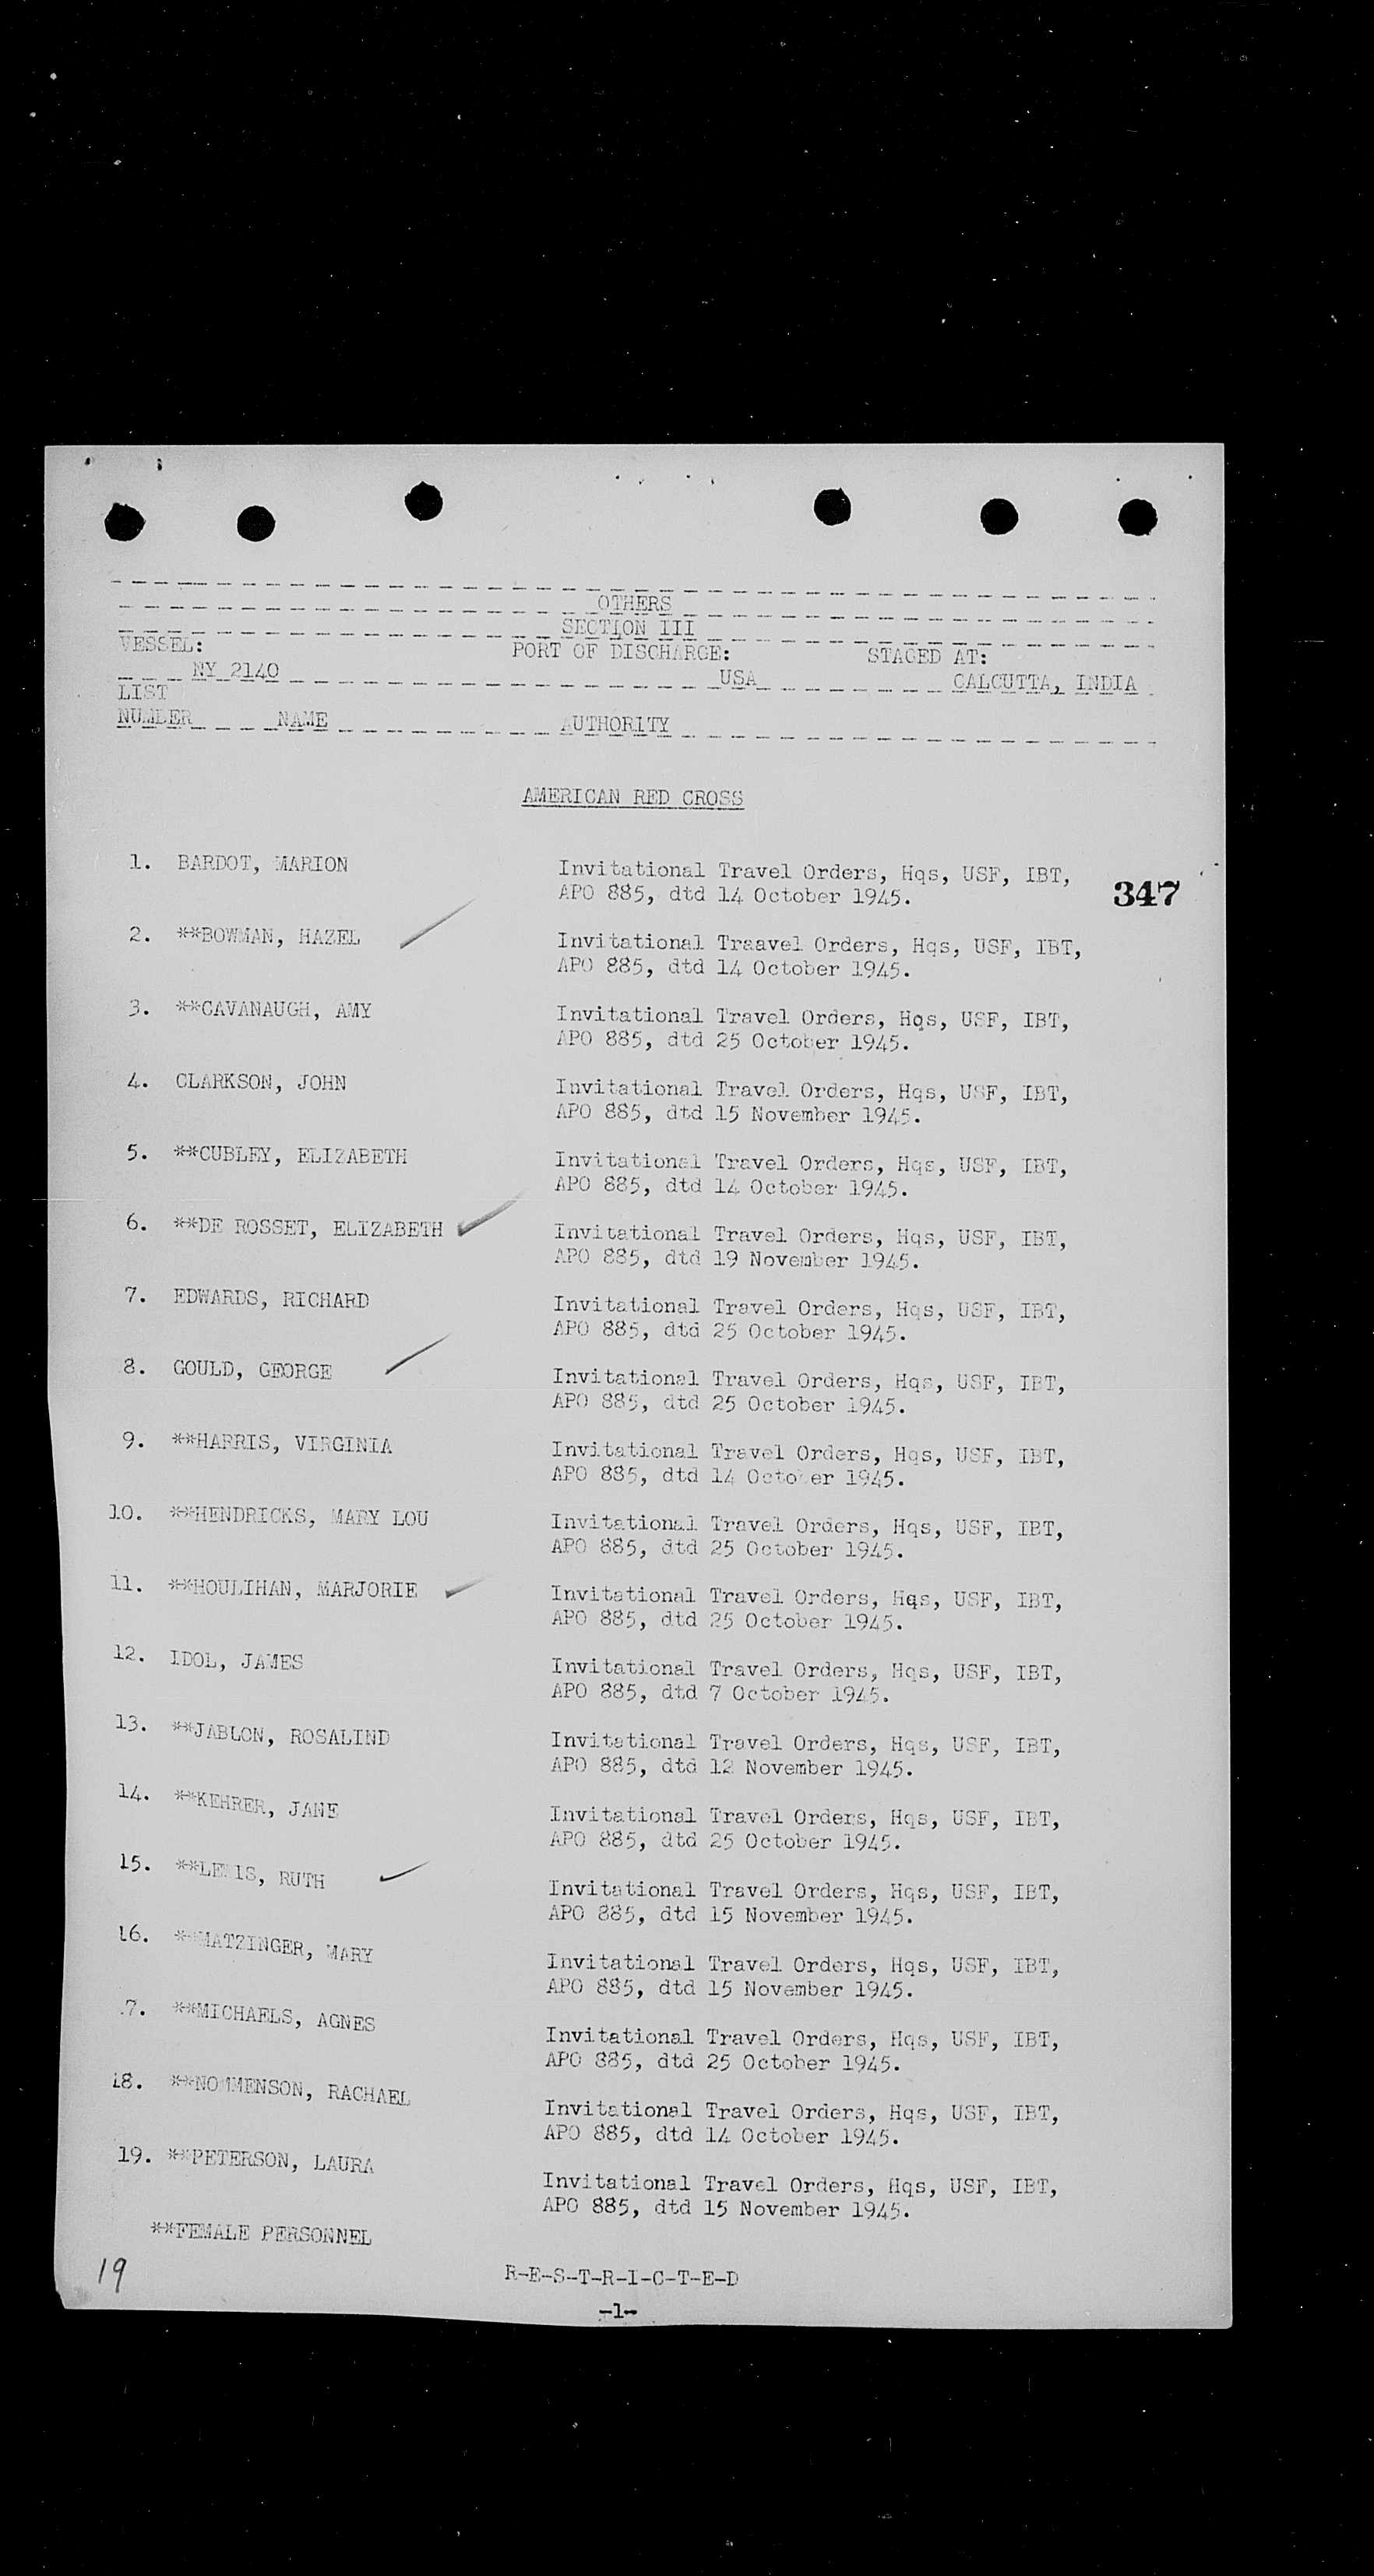 OTHERS
SECTION III
VESSEL: PORT OF DISCHARGE: STAGED AT:
NY 2140 USA CALCUTTA, INDIA
LIST
NUMBER NAME AUTHORITY
AMERICAN RED CROSS
1. BARDOT, MARION Invitational Travel Orders, Hqs, USF, IBT,
APO 885, dtd 14 October 1945.
347
2. **BOWMAN, HAZEL Invitational Traavel Orders, Hqs, USF, IBT,
APO 885, dtd 14 October 1945.
3. **CAVANAUGH, AMY Invitational Travel Orders, Hqs, USF, IBT,
APO 885, dtd 25 October 1945.
4. CLARKSON, JOHN Invitational Travel Orders, Hqs, USF, IBT,
APO 885, dtd 15 November 1945.
5. **CUBLEY, ELIZABETH Invitational Travel Orders, Hqs, USF, IBT,
APO 885, dtd 14 October 1945.
6. **DE ROSSET, ELIZABETH Invitational Travel Orders, Hqs, USF, IBT,
APO 885, dtd 19 November 1945.
7. EDWARDS, RICHARD Invitational Travel Orders, Hqs, USF, IBT,
APO 885, dtd 25 October 1945.
8. GOULD, GEORGE Invitational Travel Orders, Hqs, USF, IBT,
APO 885, dtd 25 October 1945.
9. **HARRIS, VIRGINIA Invitational Travel Orders, Hqs, USF, IBT,
APO 885, dtd 14 October 1945.
10. **HENDRICKS, MARY LOU Invitational Travel Orders, Hqs, USF, IBT,
APO 885, dtd 25 October 1945.
11. **HOULIHAN, MARJORIE Invitational Travel Orders, Hqs, USF, IBT,
APO 885, dtd 25 October 1945.
12. IDOL, JAMES Invitational Travel Orders, Hqs, USF, IBT,
APO 885, dtd 7 October 1945.
13. **JABLON, ROSALIND Invitational Travel Orders, Hqs, USF, IBT,
APO 885, dtd 12 November 1945.
14. **KEHRER, JANE Invitational Travel Orders, Hqs, USF, IBT,
APO 885, dtd 25 October 1945.
15. **LEWIS, RUTH Invitational Travel Orders, Hqs, USF, IBT,
APO 885, dtd 15 November 1945.
16. **MATZINGER, MARY Invitational Travel Orders, Hqs, USF, IBT,
APO 885, dtd 15 November 1945.
17. **MICHAELS, AGNES Invitational Travel Orders, Hqs, USF, IBT,
APO 885, dtd 25 October 1945.
18. **NOMMENSON, RACHAEL Invitational Travel Orders, Hqs, USF, IBT,
APO 885, dtd 14 October 1945.
19. **PETERSON, LAURA Invitational Travel Orders, Hqs, USF, IBT,
APO 885, dtd 15 November 1945.
**FEMALE PERSONNEL
19
R-E-S-T-R-I-C-T-E-D
-1-